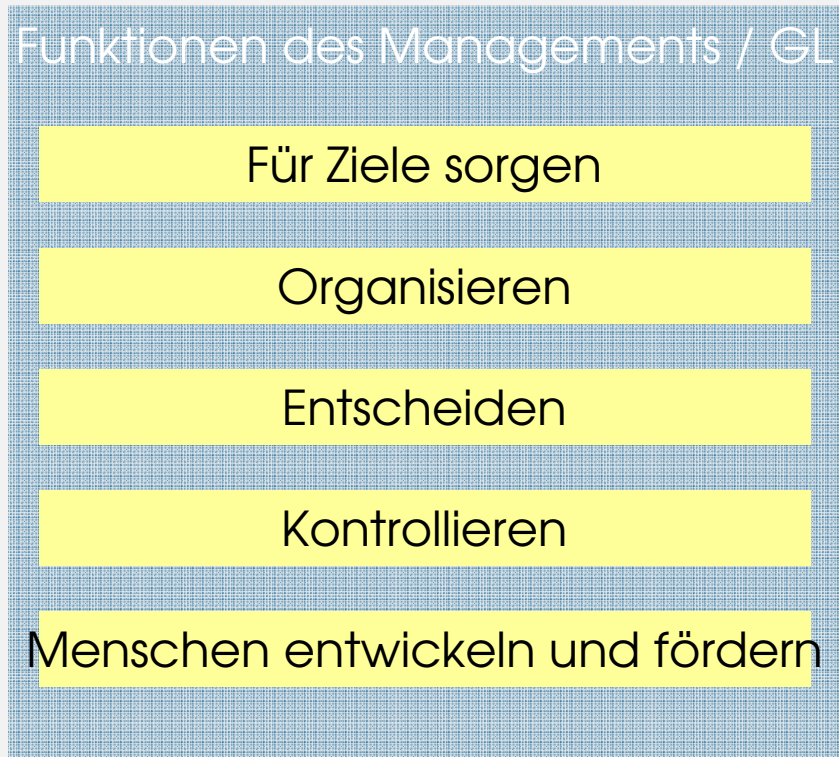 Funktionen des Managements / GL
Für Ziele sorgen
Organisieren
Entscheiden
Kontrollieren
Menschen entwickeln und fördern